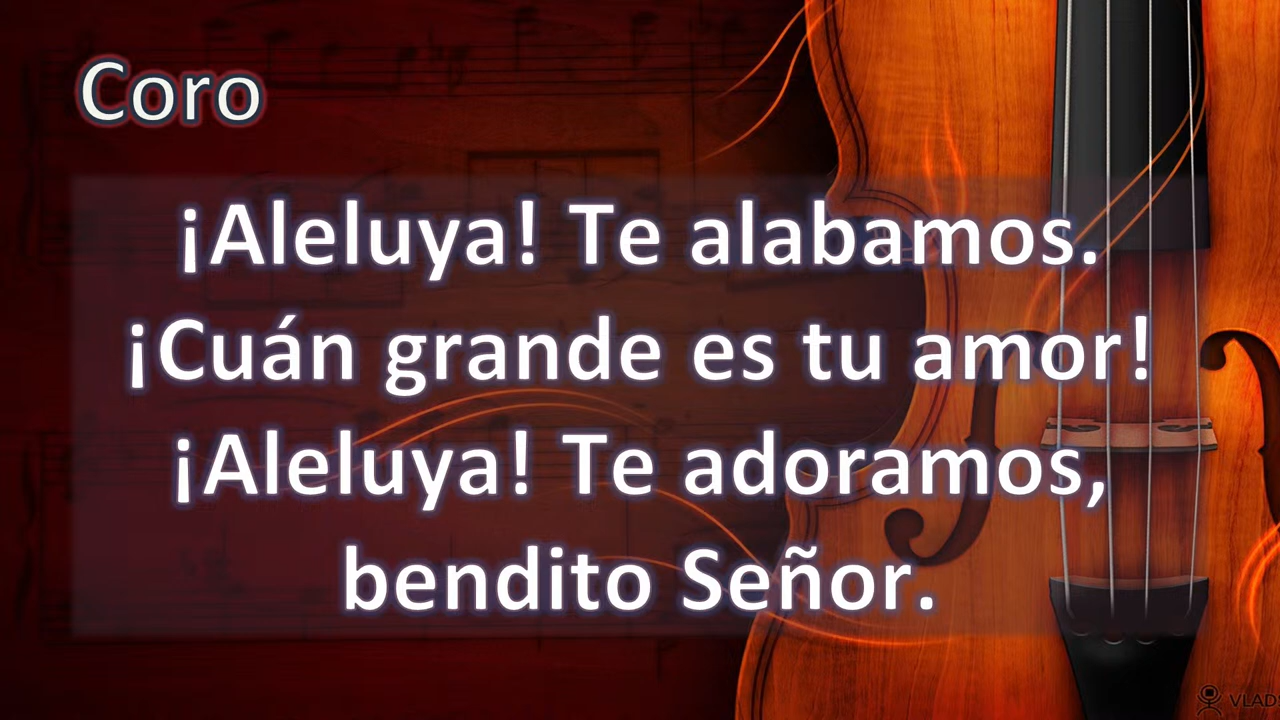 Coro
¡Aleluya! Te alabamos.
¡Cuán grande es tu amor!
¡Aleluya! Te adoramos,
bendito Señor.